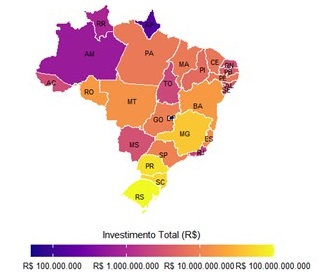 RR
AP
AM
PA
MA
CE
RN
PB
PI
PE
AL
SE
AC
RO
TO
MT
BA
GO
DF
MG
ES
MS
SP
RJ
PR
SC
RS
Investimento Total (R$)
R$ 100.000.000 R$ 1.000.000.000 R$ 10.000.000.000 R$ 100.000.000.000